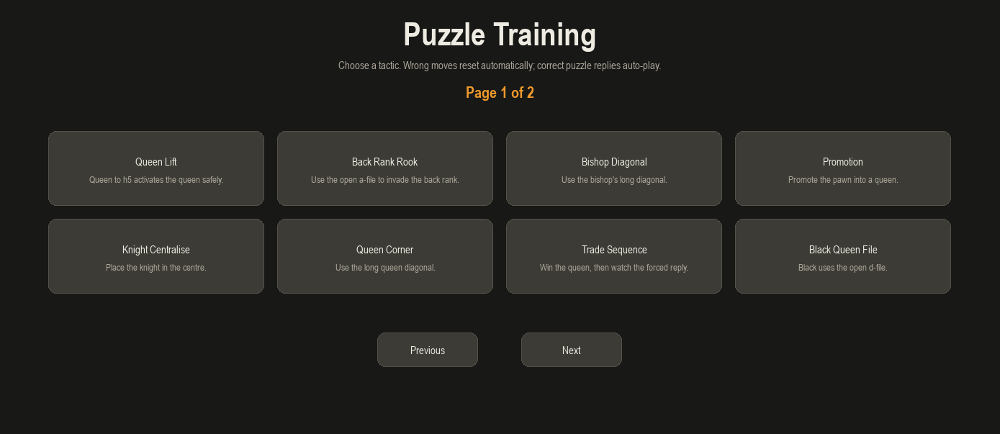 Puzzle Training
Choose a tactic. Wrong moves reset automatically; correct puzzle replies auto-play.
Page 1 of 2
Queen Lift
Queen to h5 activates the queen safely.
Back Rank Rook
Use the open a-file to invade the back rank.
Bishop Diagonal
Use the bishop's long diagonal.
Promotion
Promote the pawn into a queen.
Knight Centralise
Place the knight in the centre.
Queen Corner
Use the long queen diagonal.
Trade Sequence
Win the queen, then watch the forced reply.
Black Queen File
Black uses the open d-file.
Previous
Next